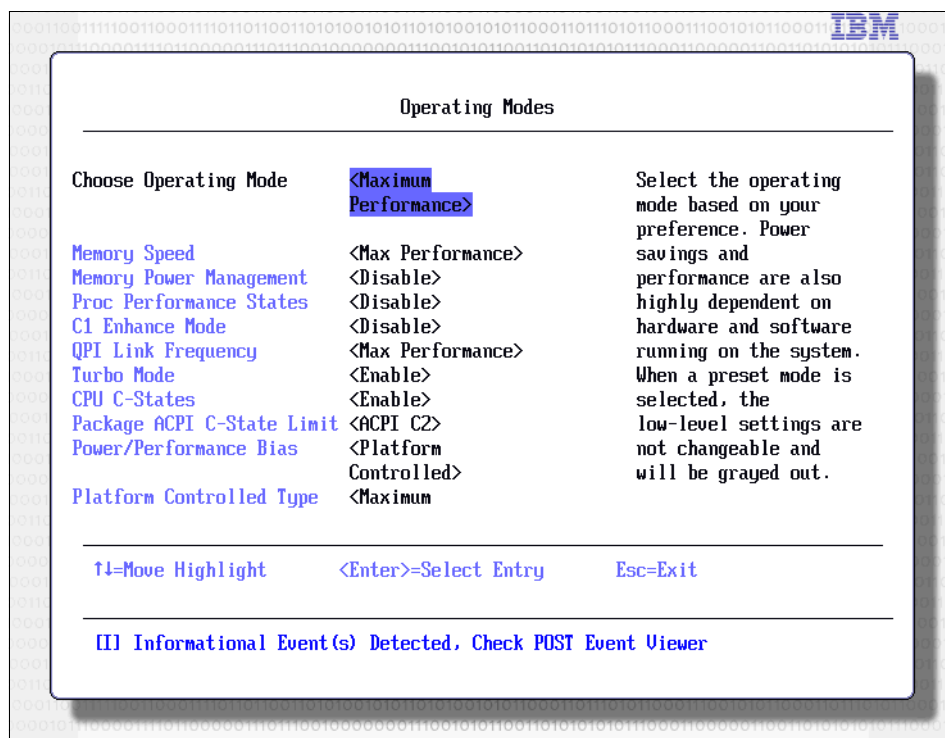 IBM
Operating Modes
Choose Operating Mode <Maximum Performance>
Select the operating mode based on your preference. Power savings and performance are also highly dependent on hardware and software running on the system. When a preset mode is selected, the low-level settings are not changeable and will be grayed out.
Memory Speed <Max Performance>
Memory Power Management <Disable>
Proc Performance States <Disable>
C1 Enhance Mode <Disable>
QPI Link Frequency <Max Performance>
Turbo Mode <Enable>
CPU C-States <Enable>
Package ACPI C-State Limit <ACPI C2>
Power/Performance Bias <Platform Controlled>
Platform Controlled Type <Maximum
↑↓=Move Highlight <Enter>=Select Entry Esc=Exit
[I] Informational Event(s) Detected, Check POST Event Viewer